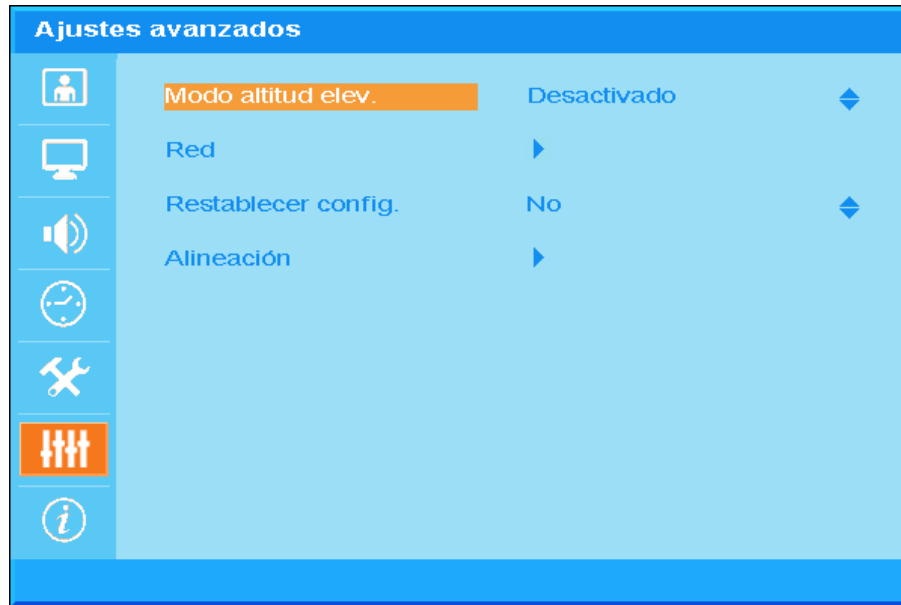 Ajustes avanzados
Modo altitud elev. Desactivado
Red
Restablecer config. No
Alineación